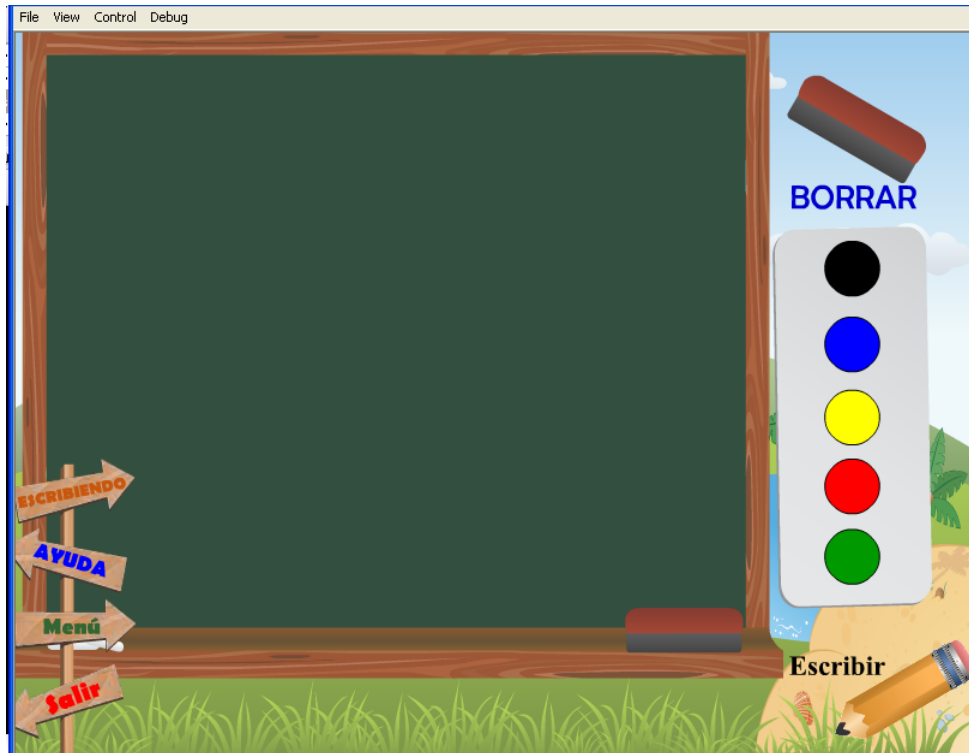 File View Control Debug
BORRAR
ESCRIBIENDO
AYUDA
Menú
Salir
Escribir